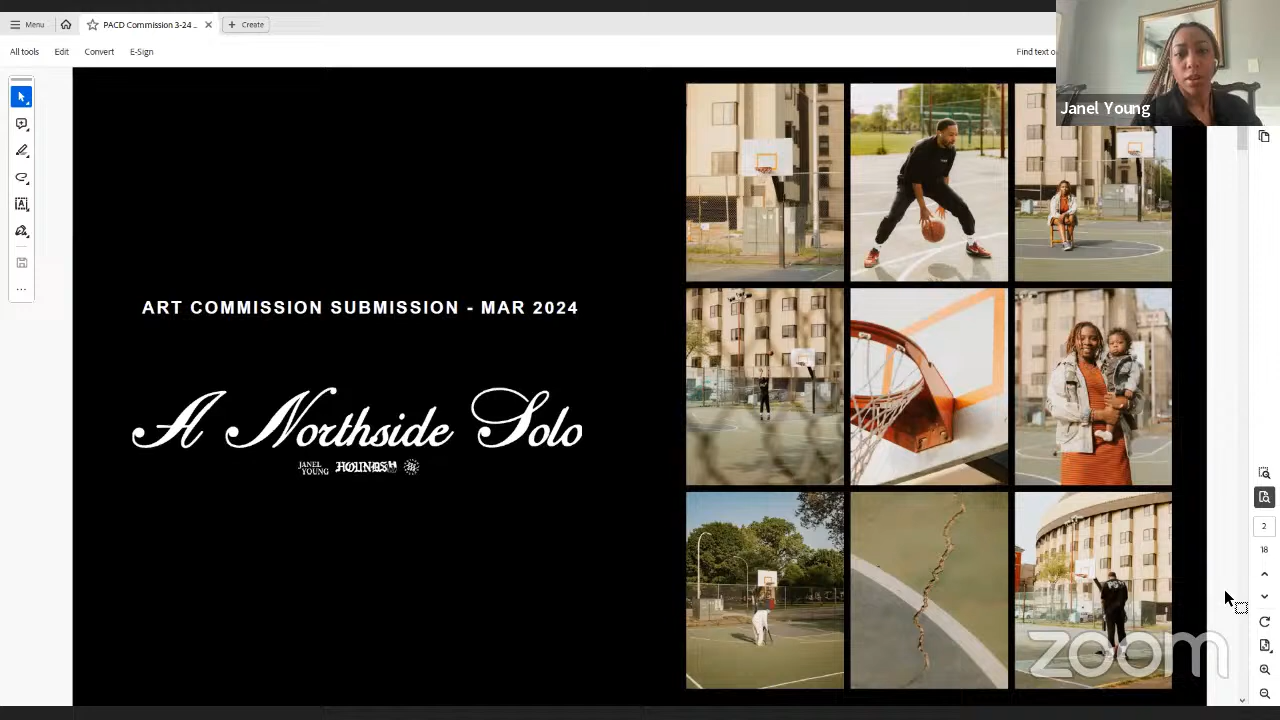 Menu
PACD Commission 3-24 ..
Create
All tools
Edit
Convert
E-Sign
Find text o
Janel Young
ART COMMISSION SUBMISSION - MAR 2024
A Northside Solo
JANEL
YOUNG
2
18
zoom